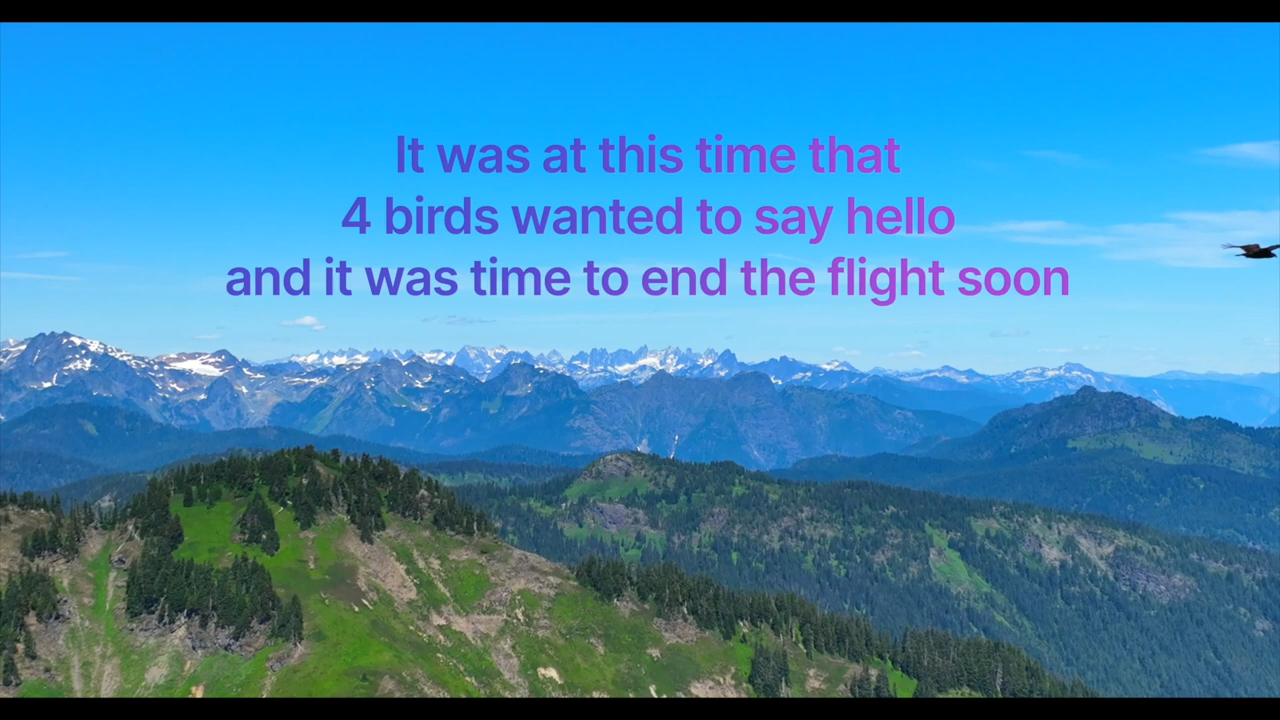 It was at this time that
4 birds wanted to say hello
and it was time to end the flight soon